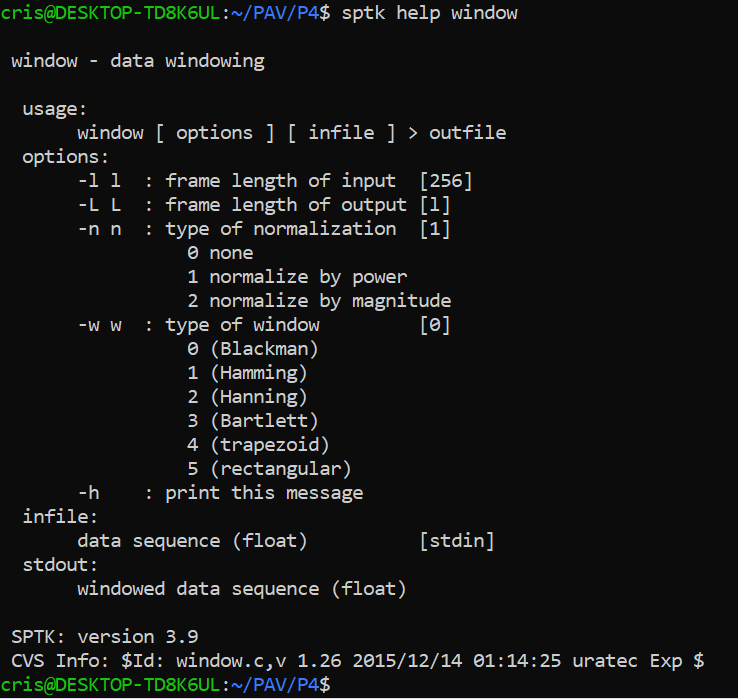 cris@DESKTOP-TD8K6UL:~/PAV/P4$ sptk help window
window - data windowing
usage:
window [ options ] [ infile ] > outfile
options:
-l l : frame length of input [256]
-L L : frame length of output [l]
-n n : type of normalization [1]
0 none
1 normalize by power
2 normalize by magnitude
-w w : type of window [0]
0 (Blackman)
1 (Hamming)
2 (Hanning)
3 (Bartlett)
4 (trapezoid)
5 (rectangular)
-h : print this message
infile:
data sequence (float) [stdin]
stdout:
windowed data sequence (float)
SPTK: version 3.9
CVS Info: $Id: window.c,v 1.26 2015/12/14 01:14:25 uratec Exp $
cris@DESKTOP-TD8K6UL:~/PAV/P4$